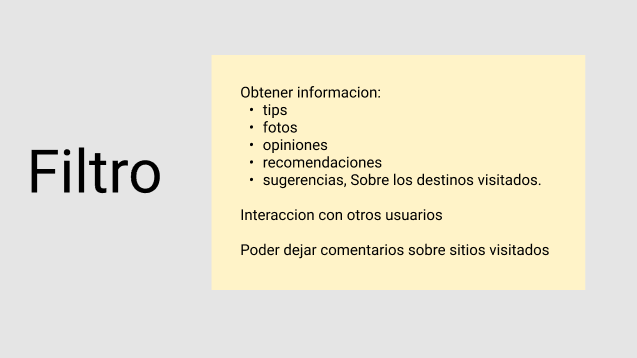 Filtro
Obtener informacion:
• tips
• fotos
• opiniones
• recomendaciones
• sugerencias, Sobre los destinos visitados.
Interaccion con otros usuarios
Poder dejar comentarios sobre sitios visitados